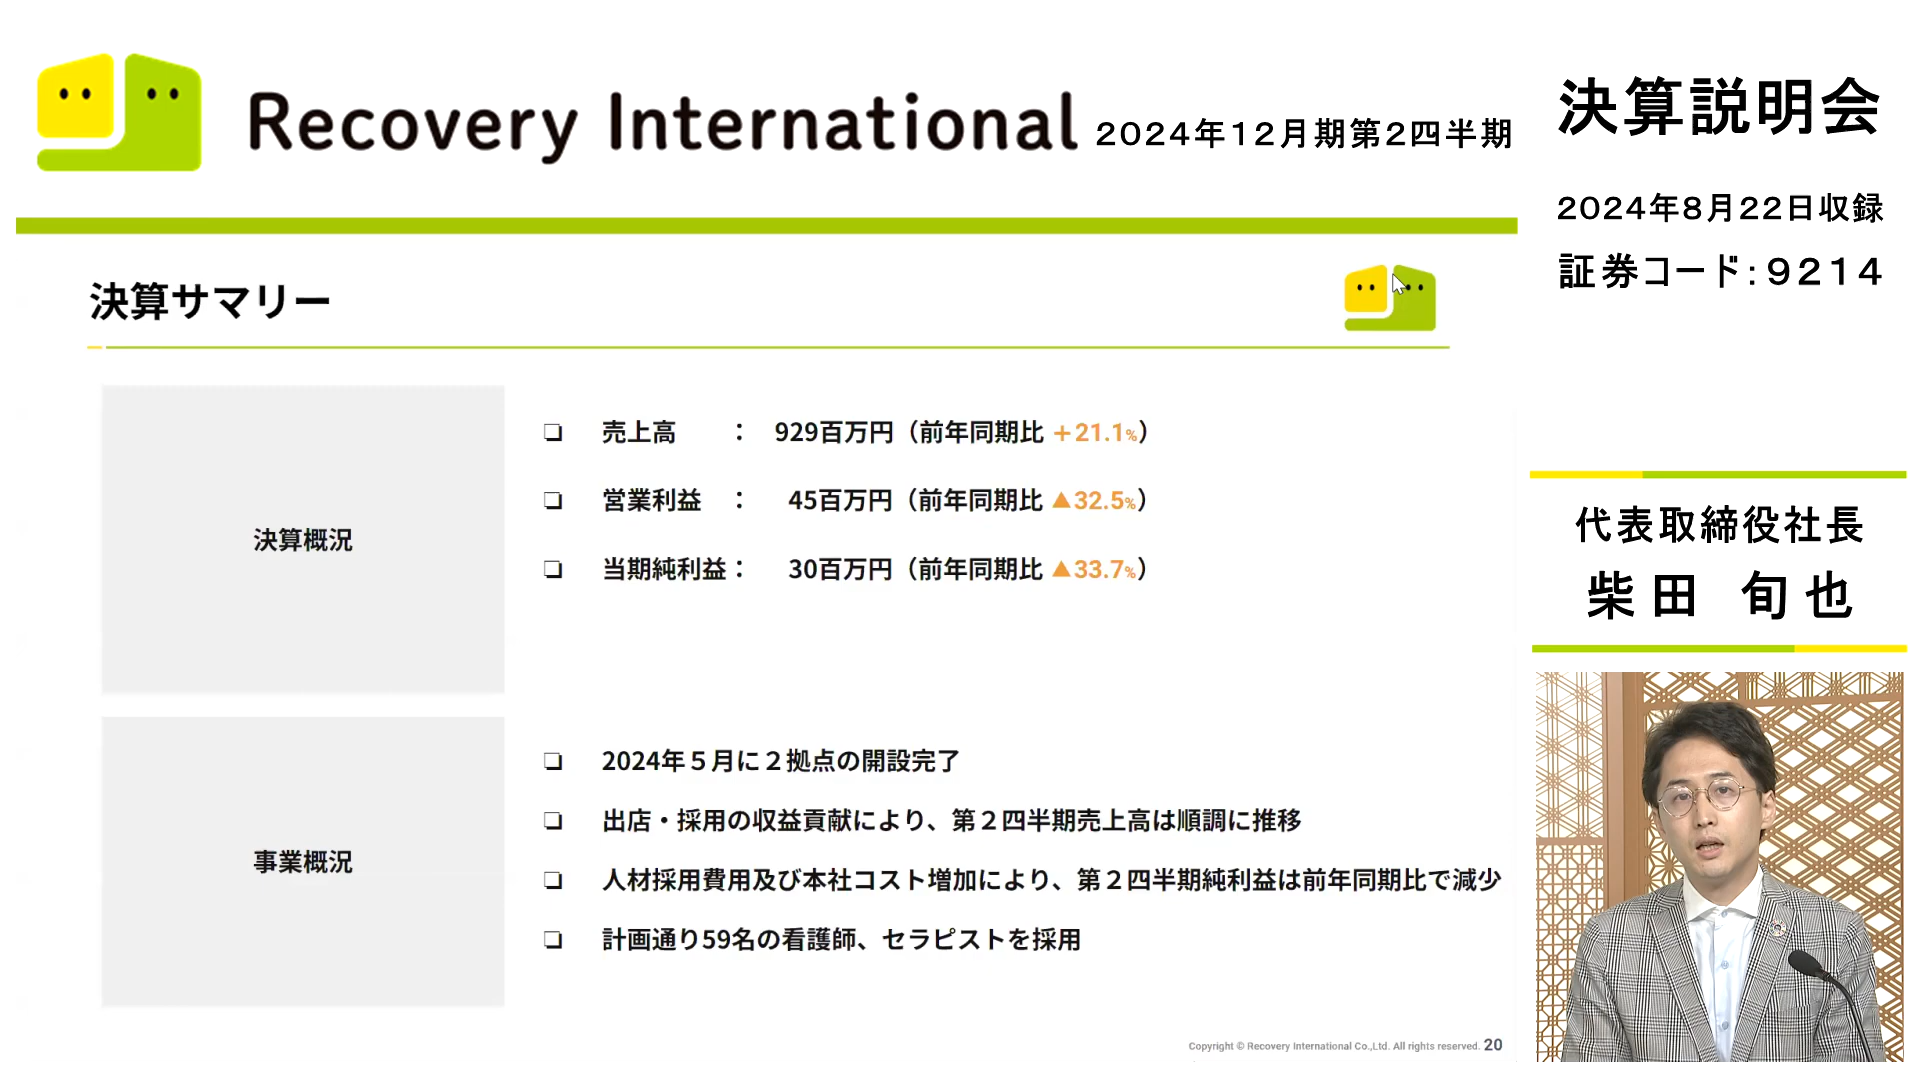 Recovery International 2024年12月期第2四半期
決算説明会
2024年8月22日収録
証券コード:9214
決算サマリー
決算概況
❏ 売上高 : 929百万円（前年同期比 +21.1%）
❏ 営業利益 : 45百万円（前年同期比 ▲32.5%）
❏ 当期純利益 : 30百万円（前年同期比 ▲33.7%）
事業概況
❏ 2024年５月に２拠点の開設完了
❏ 出店・採用の収益貢献により、第２四半期売上高は順調に推移
❏ 人材採用費用及び本社コスト増加により、第２四半期純利益は前年同期比で減少
❏ 計画通り59名の看護師、セラピストを採用
Copyright © Recovery International Co.,Ltd. All rights reserved. 20
代表取締役社長
柴田 旬也